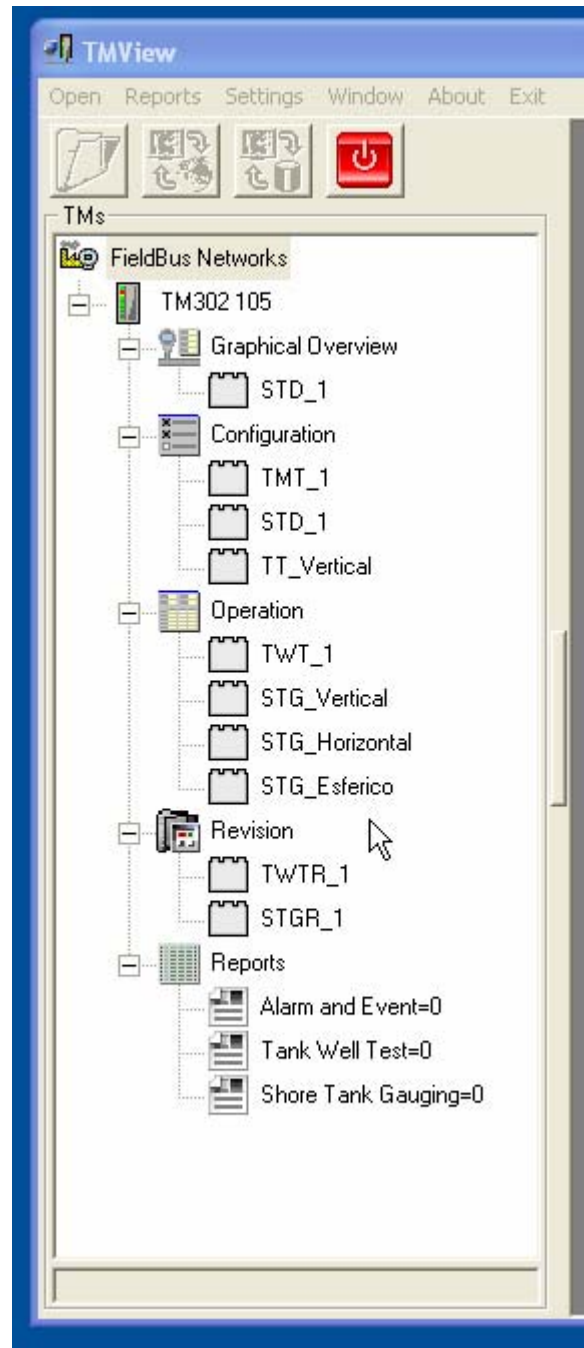 TMView
Open Reports Settings Window About Exit
TMs
FieldBus Networks
TM302 105
Graphical Overview
STD_1
Configuration
TMT_1
STD_1
TT_Vertical
Operation
TWT_1
STG_Vertical
STG_Horizontal
STG_Esferico
Revision
TWTR_1
STGR_1
Reports
Alarm and Event=0
Tank Well Test=0
Shore Tank Gauging=0